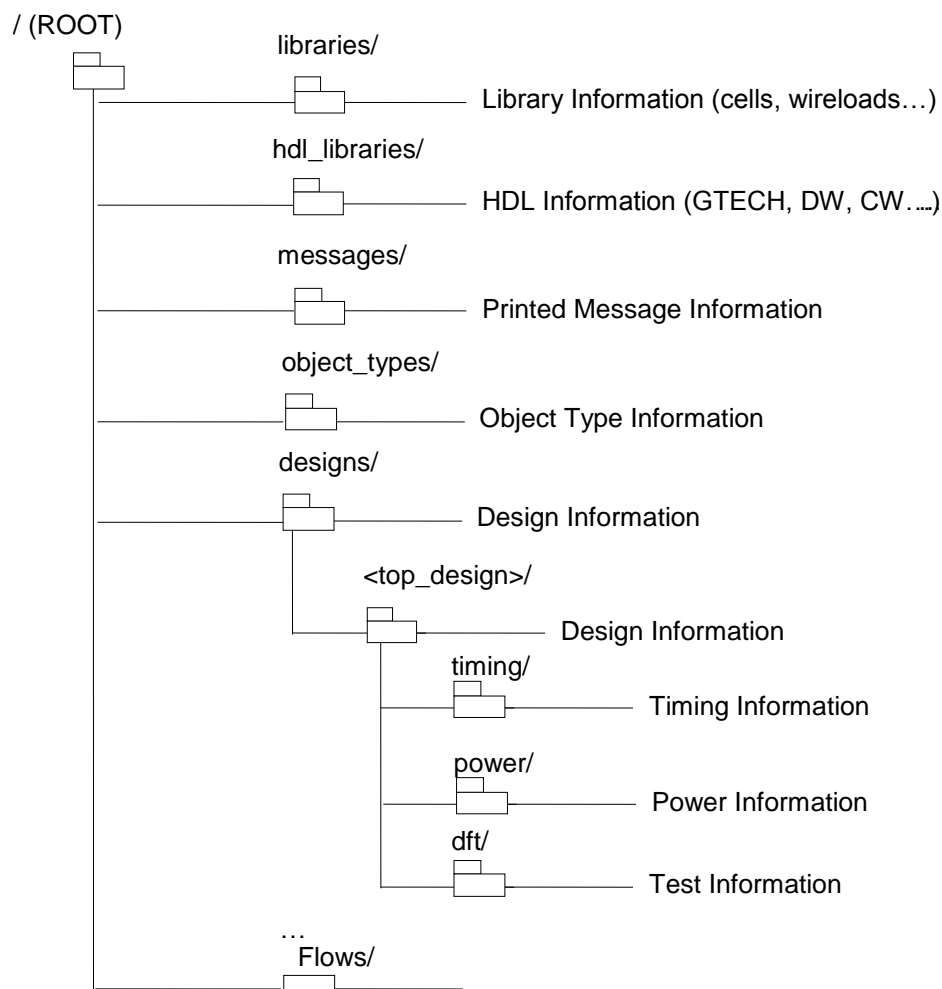 / (ROOT)
libraries/
Library Information (cells, wireloads…)
hdl_libraries/
HDL Information (GTECH, DW, CW…..)
messages/
Printed Message Information
object_types/
Object Type Information
designs/
Design Information
<top_design>/
Design Information
timing/
Timing Information
power/
Power Information
dft/
Test Information
…
Flows/